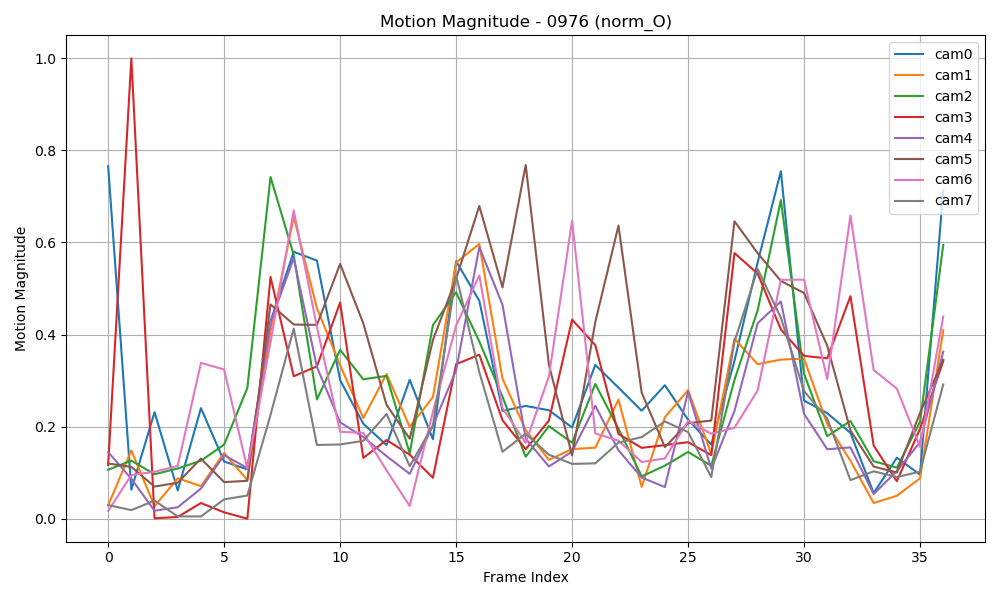 Motion Magnitude - 0976 (norm_O)
1.0
0.8
0.6
0.4
0.2
0.0
Motion Magnitude
0
5
10
15
20
25
30
35
Frame Index
cam0
cam1
cam2
cam3
cam4
cam5
cam6
cam7